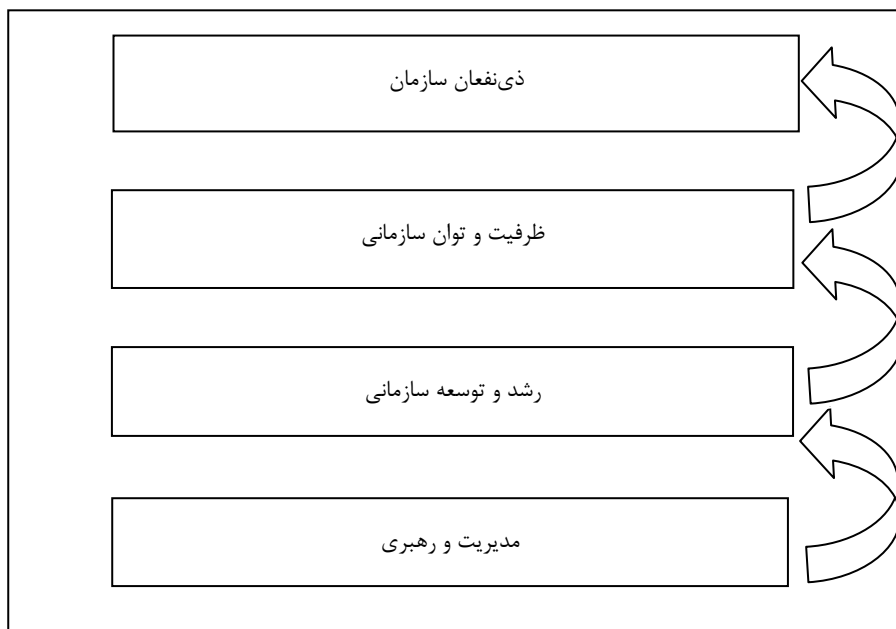 ذی‌نفعان سازمان
ظرفیت و توان سازمانی
رشد و توسعه سازمانی
مدیریت و رهبری